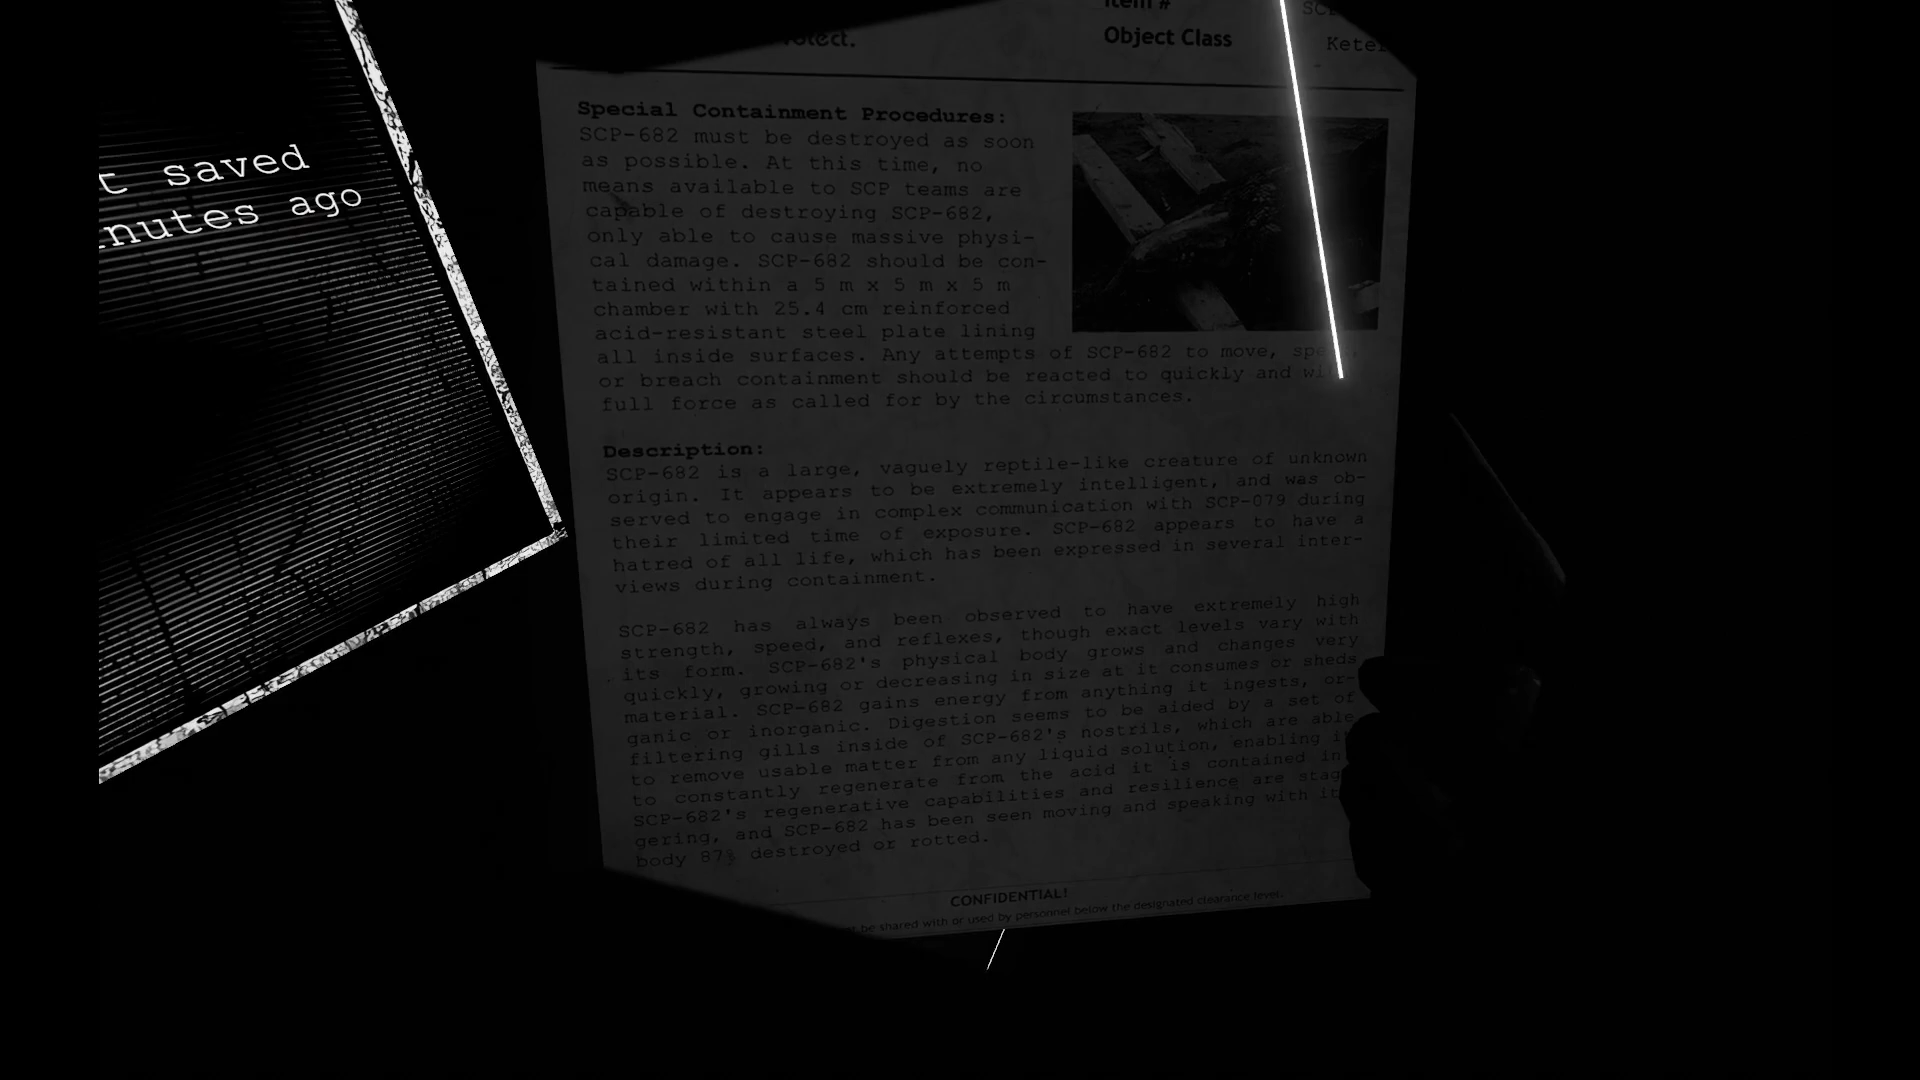 t saved
nutes ago
Item #
Object Class
Keter
Special Containment Procedures:
SCP-682 must be destroyed as soon
as possible. At this time, no
means available to SCP teams are
capable of destroying SCP-682,
only able to cause massive physi-
cal damage. SCP-682 should be con-
tained within a 5 m x 5 m x 5 m
chamber with 25.4 cm reinforced
acid-resistant steel plate lining
all inside surfaces. Any attempts of SCP-682 to move,
or breach containment should be reacted to quickly and
full force as called for by the circumstances.
Description:
SCP-682 is a large, vaguely reptile-like creature of unknown
origin. It appears to be extremely intelligent, and was ob-
served to engage in complex communication with SCP-079 during
their limited time of exposure. SCP-682 appears to have a
hatred of all life, which has been expressed in several inter-
views during containment.
SCP-682 has always been observed to have extremely high
strength, speed, and reflexes, though exact levels vary with
its form. SCP-682's physical body grows and changes very
quickly, growing or decreasing in size at it consumes or sheds
material. SCP-682 gains energy from anything it ingests, or-
ganic or inorganic. Digestion seems to be aided by a set of
filtering gills inside of SCP-682's nostrils, which are able
to remove usable matter from any liquid solution, enabling it
to constantly regenerate from the acid it is contained in.
SCP-682's regenerative capabilities and resilience are stag-
gering, and SCP-682 has been seen moving and speaking with its
body 87% destroyed or rotted.
CONFIDENTIAL!
be shared with or used by personnel below the designated clearance level.